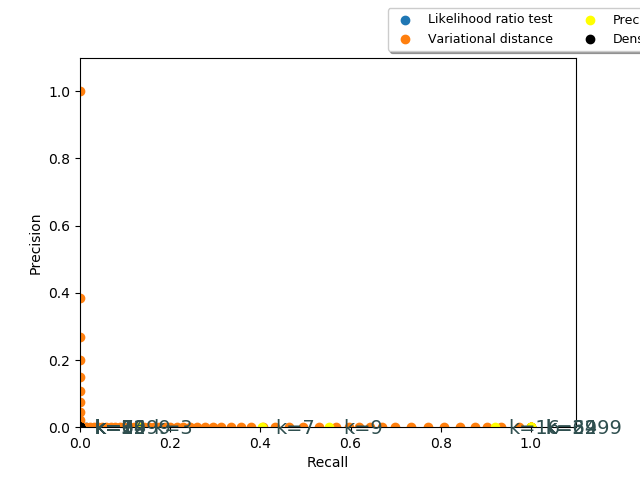 Likelihood ratio test
Variational distance
Prec
Dens
1.0
0.8
0.6
0.4
0.2
0.0
Precision
k=3
k=7
k=9
0.0 0.2 0.4 0.6 0.8 1.0
Recall